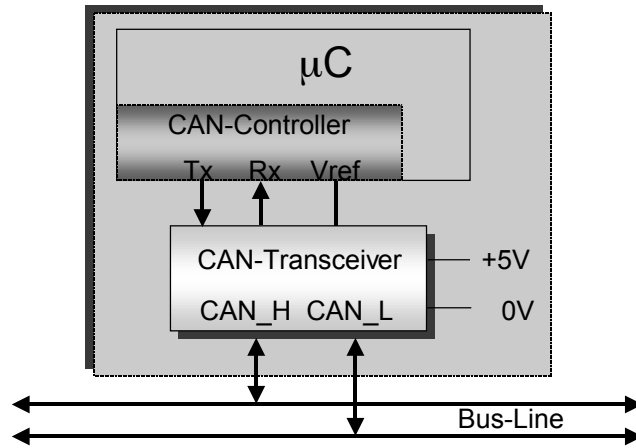 μC
CAN-Controller
Tx Rx Vref
CAN-Transceiver
+5V
CAN_H CAN_L
0V
Bus-Line